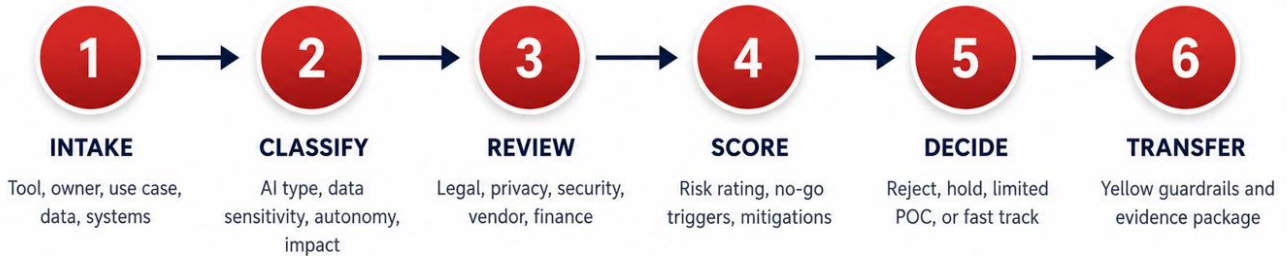 1
2
3
4
5
6
INTAKE
Tool, owner, use case,
data, systems
CLASSIFY
AI type, data
sensitivity, autonomy,
impact
REVIEW
Legal, privacy, security,
vendor, finance
SCORE
Risk rating, no-go
triggers, mitigations
DECIDE
Reject, hold, limited
POC, or fast track
TRANSFER
Yellow guardrails and
evidence package